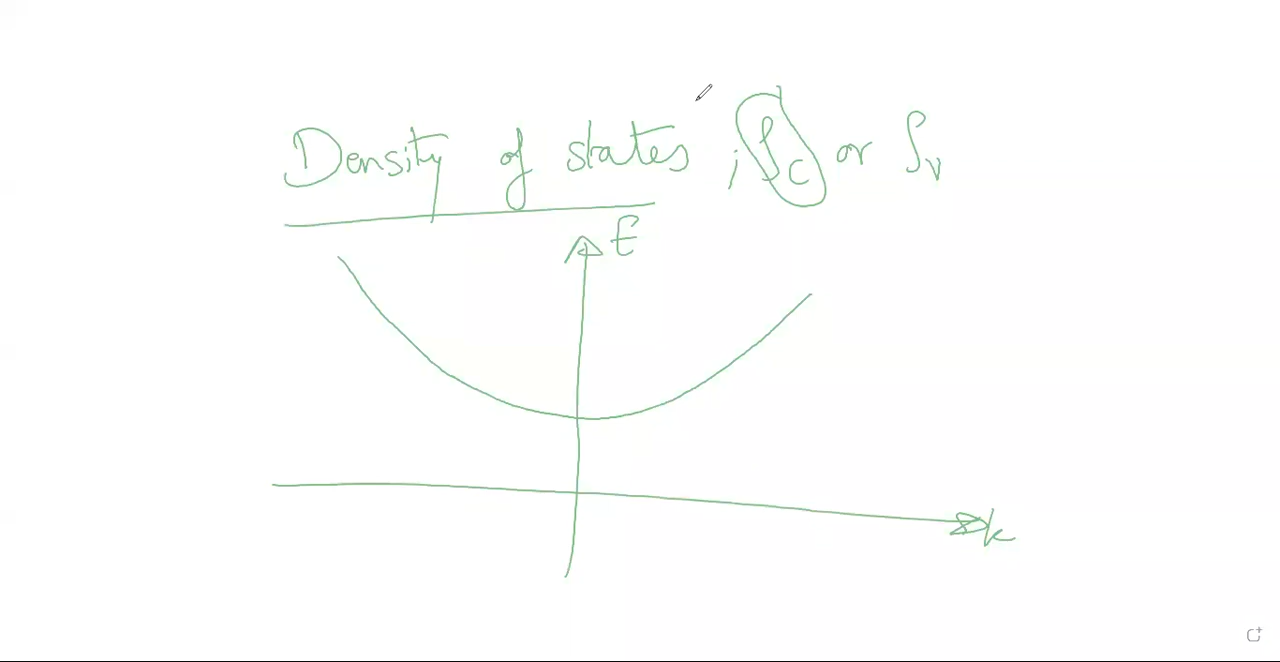 Density of states ; ρc or ρv
E
k